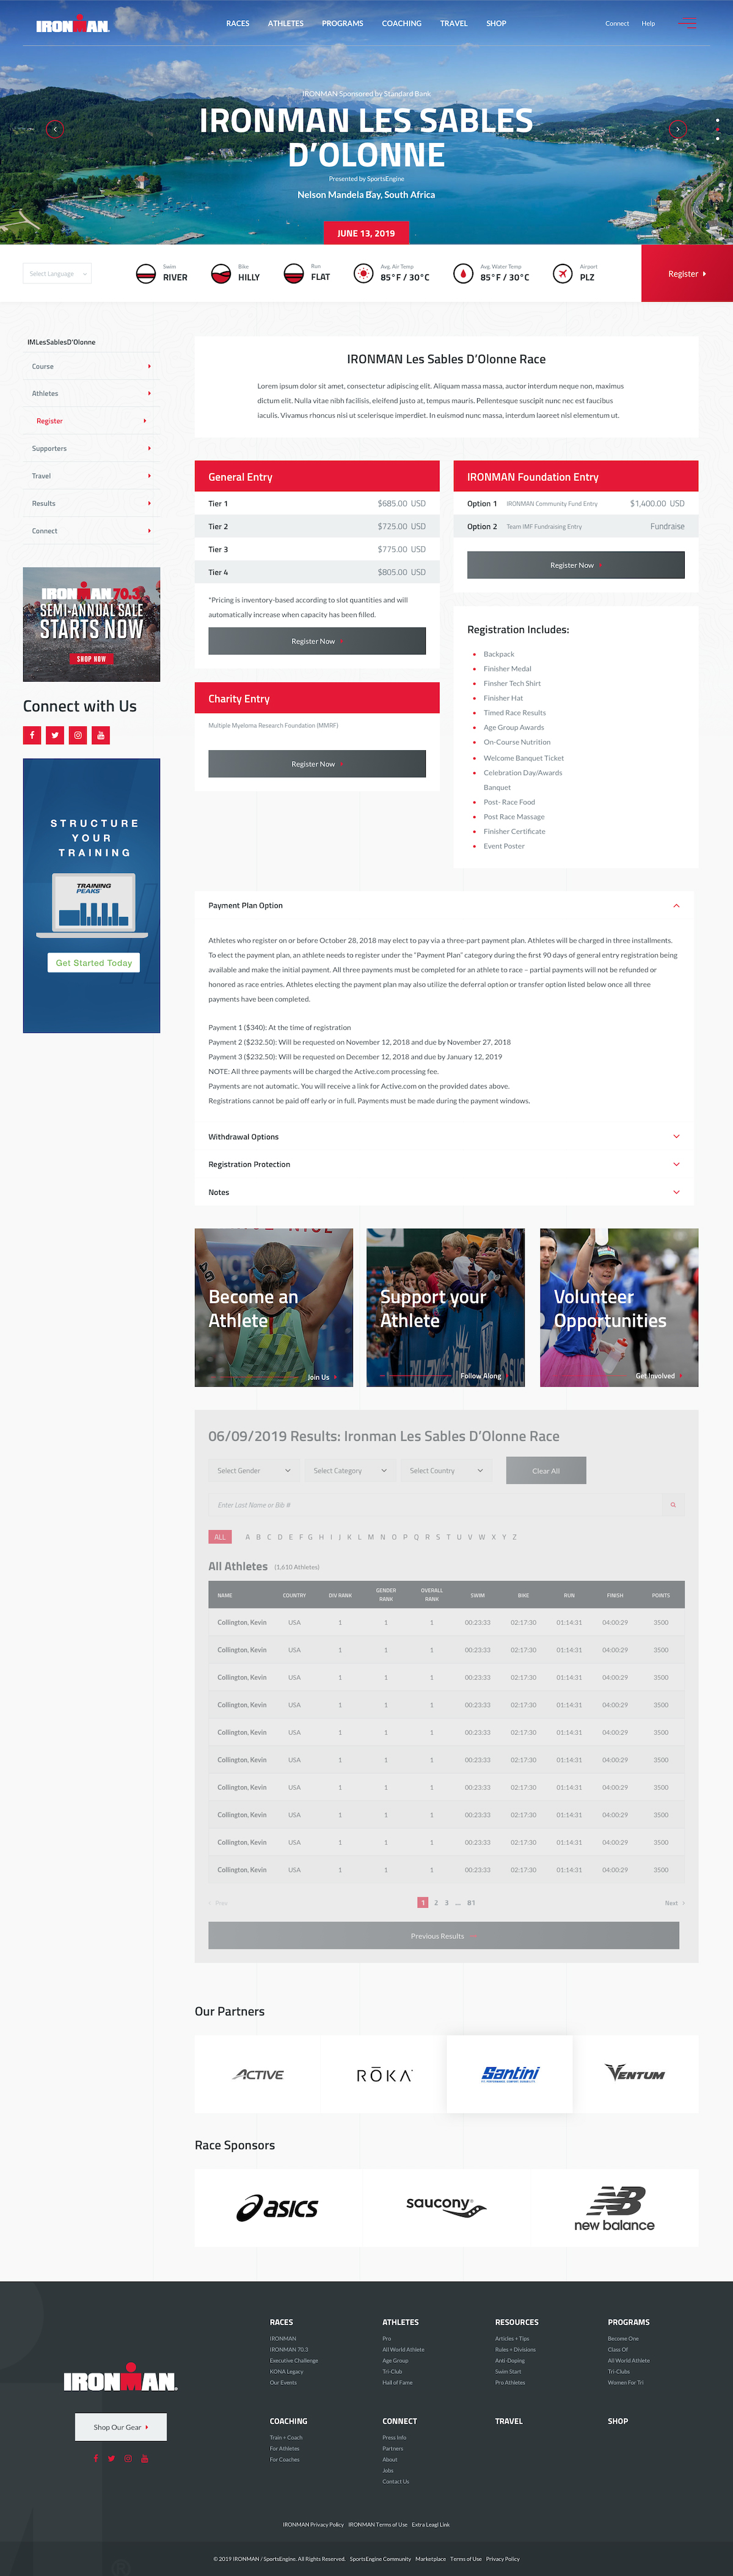 IRONMAN
RACES ATHLETES PROGRAMS COACHING TRAVEL SHOP
Connect Help
IRONMAN Sponsored by Standard Bank
IRONMAN LES SABLES
D’OLONNE
Presented by SportsEngine
Nelson Mandela Bay, South Africa
JUNE 13, 2019
Select Language
Swim
RIVER
Bike
HILLY
Run
FLAT
Avg. Air Temp
85°F / 30°C
Avg. Water Temp
85°F / 30°C
Airport
PLZ
Register
IMLesSablesD’Olonne
Course
Athletes
Register
Supporters
Travel
Results
Connect
IRONMAN 70.3
SEMI-ANNUAL SALE
STARTS NOW
SHOP NOW
Connect with Us
STRUCTURE
YOUR
TRAINING
TRAINING
PEAKS
Get Started Today
IRONMAN Les Sables D’Olonne Race
Lorem ipsum dolor sit amet, consectetur adipiscing elit. Aliquam massa massa, auctor interdum neque non, maximus
dictum elit. Nulla vitae nibh facilisis, eleifend justo at, tempus mauris. Pellentesque suscipit nunc nec est faucibus
iaculis. Vivamus rhoncus nisi ut scelerisque imperdiet. In euismod nunc massa, interdum laoreet nisl elementum ut.
General Entry
Tier 1 $685.00 USD
Tier 2 $725.00 USD
Tier 3 $775.00 USD
Tier 4 $805.00 USD
*Pricing is inventory-based according to slot quantities and will
automatically increase when capacity has been filled.
Register Now
Charity Entry
Multiple Myeloma Research Foundation (MMRF)
Register Now
IRONMAN Foundation Entry
Option 1 IRONMAN Community Fund Entry $1,400.00 USD
Option 2 Team IMF Fundraising Entry Fundraise
Register Now
Registration Includes:
Backpack
Finisher Medal
Finsher Tech Shirt
Finisher Hat
Timed Race Results
Age Group Awards
On-Course Nutrition
Welcome Banquet Ticket
Celebration Day/Awards
Banquet
Post- Race Food
Post Race Massage
Finisher Certificate
Event Poster
Payment Plan Option
Athletes who register on or before October 28, 2018 may elect to pay via a three-part payment plan. Athletes will be charged in three installments.
To elect the payment plan, an athlete needs to register under the “Payment Plan” category during the first 90 days of general entry registration being
available and make the initial payment. All three payments must be completed for an athlete to race – partial payments will not be refunded or
honored as race entries. Athletes electing the payment plan may also utilize the deferral option or transfer option listed below once all three
payments have been completed.
Payment 1 ($340): At the time of registration
Payment 2 ($232.50): Will be requested on November 12, 2018 and due by November 27, 2018
Payment 3 ($232.50): Will be requested on December 12, 2018 and due by January 12, 2019
NOTE: All three payments will be charged the Active.com processing fee.
Payments are not automatic. You will receive a link for Active.com on the provided dates above.
Registrations cannot be paid off early or in full. Payments must be made during the payment windows.
Withdrawal Options
Registration Protection
Notes
Become an
Athlete
Join Us
Support your
Athlete
Follow Along
Volunteer
Opportunities
Get Involved
06/09/2019 Results: Ironman Les Sables D’Olonne Race
Select Gender Select Category Select Country Clear All
Enter Last Name or Bib #
ALL A B C D E F G H I J K L M N O P Q R S T U V W X Y Z
All Athletes (1,610 Athletes)
NAME COUNTRY DIV RANK GENDER RANK OVERALL RANK SWIM BIKE RUN FINISH POINTS
Collington, Kevin USA 1 1 1 00:23:33 02:17:30 01:14:31 04:00:29 3500
Collington, Kevin USA 1 1 1 00:23:33 02:17:30 01:14:31 04:00:29 3500
Collington, Kevin USA 1 1 1 00:23:33 02:17:30 01:14:31 04:00:29 3500
Collington, Kevin USA 1 1 1 00:23:33 02:17:30 01:14:31 04:00:29 3500
Collington, Kevin USA 1 1 1 00:23:33 02:17:30 01:14:31 04:00:29 3500
Collington, Kevin USA 1 1 1 00:23:33 02:17:30 01:14:31 04:00:29 3500
Collington, Kevin USA 1 1 1 00:23:33 02:17:30 01:14:31 04:00:29 3500
Collington, Kevin USA 1 1 1 00:23:33 02:17:30 01:14:31 04:00:29 3500
Collington, Kevin USA 1 1 1 00:23:33 02:17:30 01:14:31 04:00:29 3500
Collington, Kevin USA 1 1 1 00:23:33 02:17:30 01:14:31 04:00:29 3500
Prev 1 2 3 ... 81 Next
Previous Results
Our Partners
ACTIVE
RŌKA
Santini
VENTUM
Race Sponsors
asics
saucony
new balance
IRONMAN
Shop Our Gear
RACES
IRONMAN
IRONMAN 70.3
Executive Challenge
KONA Legacy
Our Events
ATHLETES
Pro
All World Athlete
Age Group
Tri-Club
Hall of Fame
RESOURCES
Articles + Tips
Rules + Divisions
Anti-Doping
Swim Start
Pro Athletes
PROGRAMS
Become One
Class Of
All World Athlete
Tri-Clubs
Women For Tri
COACHING
Train + Coach
For Athletes
For Coaches
CONNECT
Press Info
Partners
About
Jobs
Contact Us
TRAVEL
SHOP
IRONMAN Privacy Policy IRONMAN Terms of Use Extra Leagl Link
© 2019 IRONMAN / SportsEngine. All Rights Reserved. SportsEngine Community Marketplace Terms of Use Privacy Policy